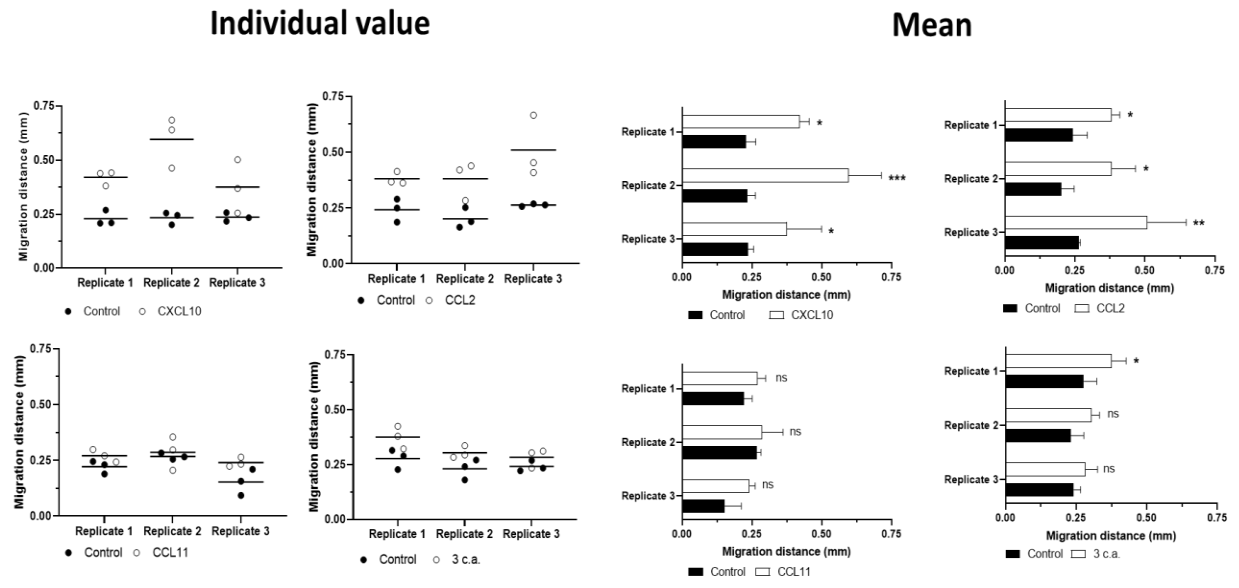 Individual value
Mean
Migration distance (mm)
0.75
0.50
0.25
0.00
Replicate 1 Replicate 2 Replicate 3
Control CXCL10
Migration distance (mm)
0.75
0.50
0.25
0.00
Replicate 1 Replicate 2 Replicate 3
Control CCL2
Replicate 1
*
Replicate 2
***
Replicate 3
*
0.00 0.25 0.50 0.75
Migration distance (mm)
Control CXCL10
Replicate 1
*
Replicate 2
*
Replicate 3
**
0.00 0.25 0.50 0.75
Migration distance (mm)
Control CCL2
Migration distance (mm)
0.75
0.50
0.25
0.00
Replicate 1 Replicate 2 Replicate 3
Control CCL11
Migration distance (mm)
0.75
0.50
0.25
0.00
Replicate 1 Replicate 2 Replicate 3
Control 3 c.a.
Replicate 1
ns
Replicate 2
ns
Replicate 3
ns
0.00 0.25 0.50 0.75
Migration distance (mm)
Control CCL11
Replicate 1
*
Replicate 2
ns
Replicate 3
ns
0.00 0.25 0.50 0.75
Migration distance (mm)
Control 3 c.a.